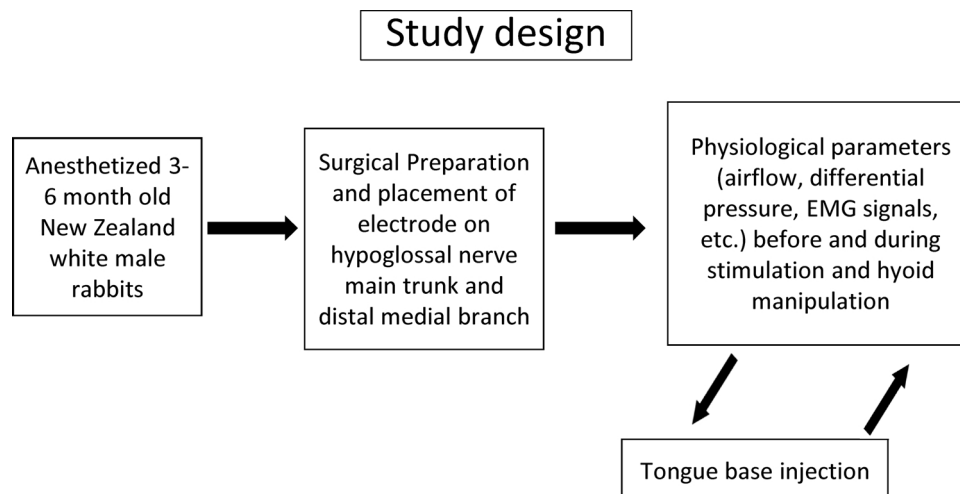 Study design
Anesthetized 3-
6 month old
New Zealand
white male
rabbits
Surgical Preparation
and placement of
electrode on
hypoglossal nerve
main trunk and
distal medial branch
Physiological parameters
(airflow, differential
pressure, EMG signals,
etc.) before and during
stimulation and hyoid
manipulation
Tongue base injection